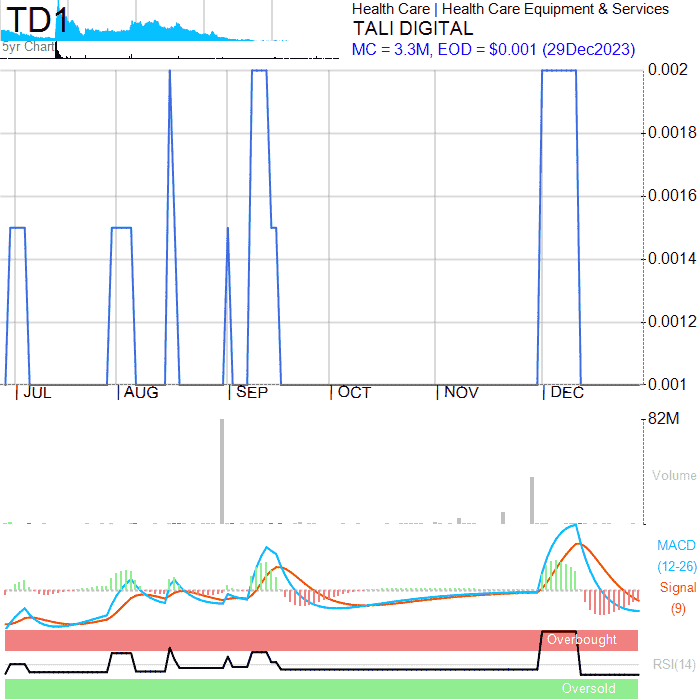 TD1
5yr Chart
Health Care | Health Care Equipment & Services
TALI DIGITAL
MC = 3.3M, EOD = $0.001 (29Dec2023)
0.002
0.0018
0.0016
0.0014
0.0012
0.001
JUL AUG SEP OCT NOV DEC
82M
Volume
MACD
(12-26)
Signal
(9)
Overbought
RSI(14)
Oversold